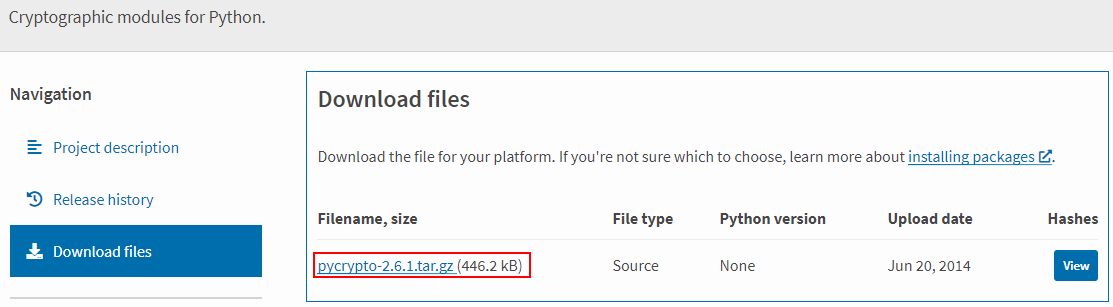 Cryptographic modules for Python.
Navigation
Project description
Release history
Download files
Download files
Download the file for your platform. If you're not sure which to choose, learn more about installing packages.
Filename, size File type Python version Upload date Hashes
pycrypto-2.6.1.tar.gz (446.2 kB) Source None Jun 20, 2014 View